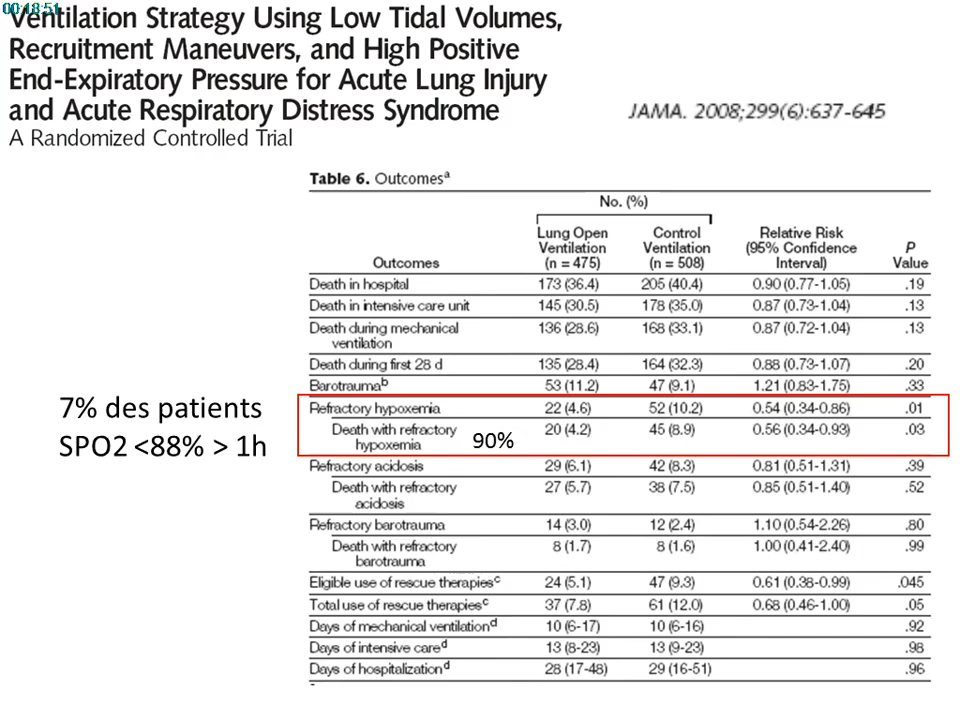 00:18:51
Ventilation Strategy Using Low Tidal Volumes,
Recruitment Maneuvers, and High Positive
End-Expiratory Pressure for Acute Lung Injury
and Acute Respiratory Distress Syndrome
JAMA. 2008;299(6):637-645
A Randomized Controlled Trial
Table 6. Outcomesa
No. (%)
Lung Open Ventilation (n = 475) Control Ventilation (n = 508) Relative Risk (95% Confidence Interval) P Value
Outcomes
Death in hospital 173 (36.4) 205 (40.4) 0.90 (0.77-1.05) .19
Death in intensive care unit 145 (30.5) 178 (35.0) 0.87 (0.73-1.04) .13
Death during mechanical ventilation 136 (28.6) 168 (33.1) 0.87 (0.72-1.04) .13
Death during first 28 d 135 (28.4) 164 (32.3) 0.88 (0.73-1.07) .20
Barotraumab 53 (11.2) 47 (9.1) 1.21 (0.83-1.75) .33
7% des patients
SPO2 <88% > 1h
Refractory hypoxemia 22 (4.6) 52 (10.2) 0.54 (0.34-0.86) .01
Death with refractory hypoxemia 20 (4.2) 45 (8.9) 0.56 (0.34-0.93) .03
90%
Refractory acidosis 29 (6.1) 42 (8.3) 0.81 (0.51-1.31) .39
Death with refractory acidosis 27 (5.7) 38 (7.5) 0.85 (0.51-1.40) .52
Refractory barotrauma 14 (3.0) 12 (2.4) 1.10 (0.54-2.26) .80
Death with refractory barotrauma 8 (1.7) 8 (1.6) 1.00 (0.41-2.40) .99
Eligible use of rescue therapiesc 24 (5.1) 47 (9.3) 0.61 (0.38-0.99) .045
Total use of rescue therapiesc 37 (7.8) 61 (12.0) 0.68 (0.46-1.00) .05
Days of mechanical ventilationd 10 (6-17) 10 (6-16) .92
Days of intensive cared 13 (8-23) 13 (9-23) .98
Days of hospitalizationd 28 (17-48) 29 (16-51) .96